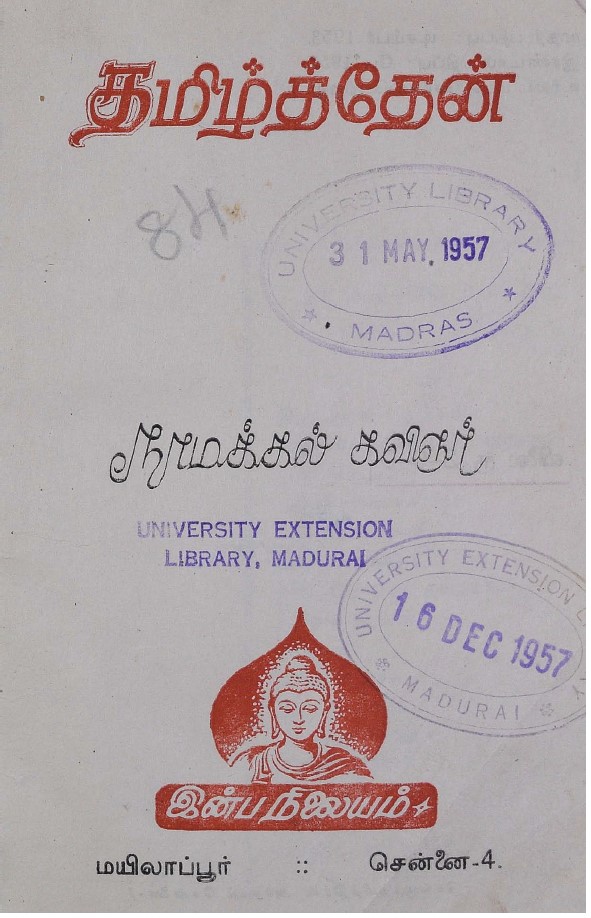 தமிழ்த்தேன்
84
UNIVERSITY LIBRARY
31 MAY. 1957
MADRAS
நாமக்கல் கவிஞர்
UNIVERSITY EXTENSION
LIBRARY, MADURAI
UNIVERSITY EXTENSION
16 DEC 1957
MADURAI
இன்ப நிலையம்
மயிலாப்பூர் :: சென்னை-4.